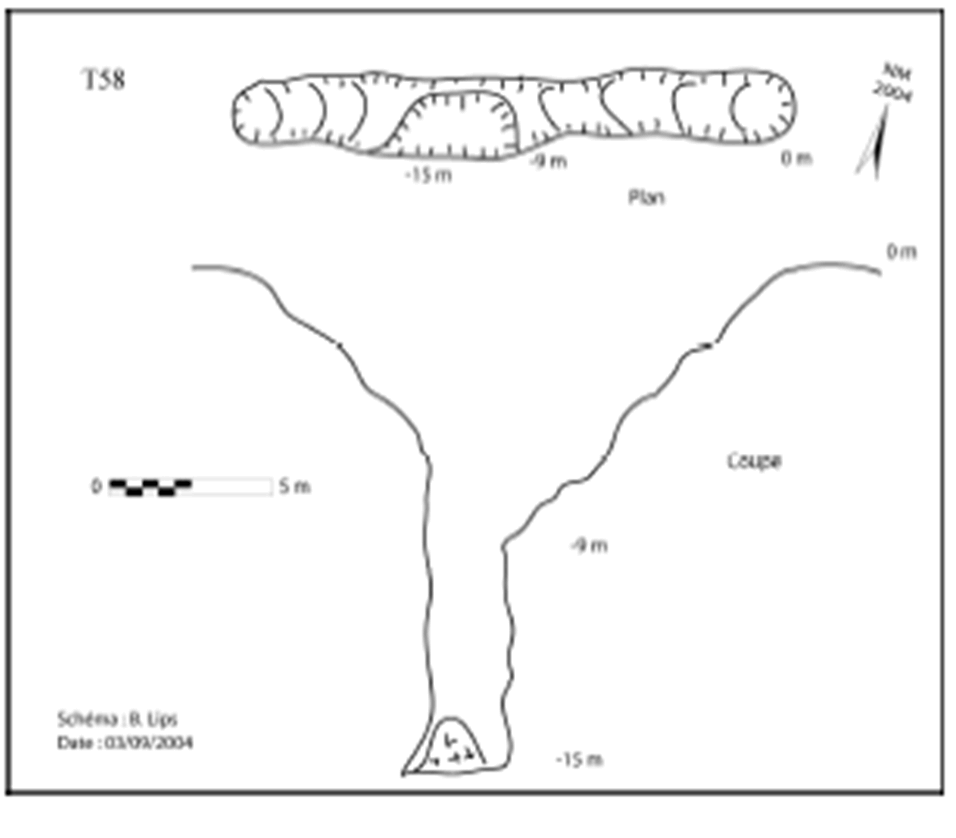 T58
NM
2004
-15 m
-9 m
0 m
Plan
0 m
Coupe
0
5 m
-9 m
Schéma : B. Lips
Date : 03/09/2004
-15 m